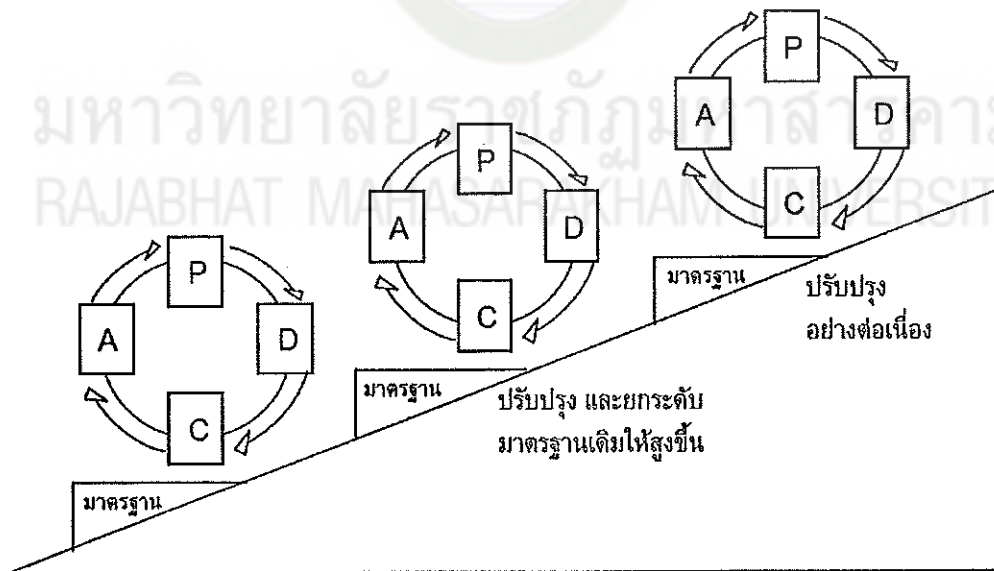 มหาวิทยาลัยราชภัฏมหาสารคาม
RAJABHAT MAHASARAKHAM UNIVERSIT
P
A
D
C
มาตรฐาน
ปรับปรุง
อย่างต่อเนื่อง
P
A
D
C
มาตรฐาน
ปรับปรุง และยกระดับ
มาตรฐานเดิมให้สูงขึ้น
P
A
D
C
มาตรฐาน